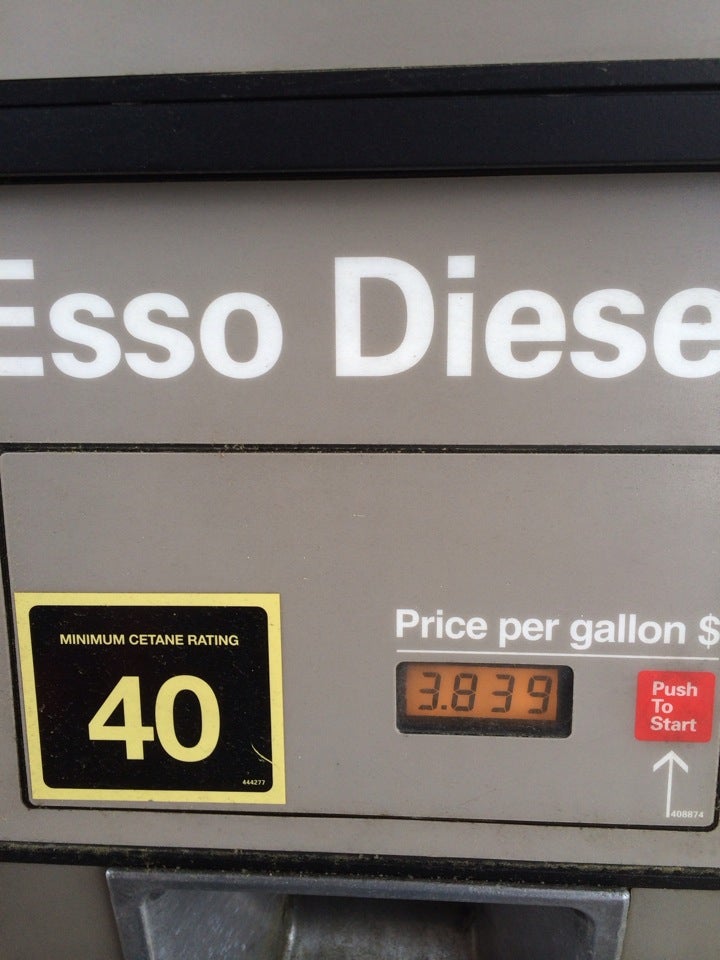 Esso Diese
MINIMUM CETANE RATING
40
444277
Price per gallon $
3.839
Push
To
Start
408874